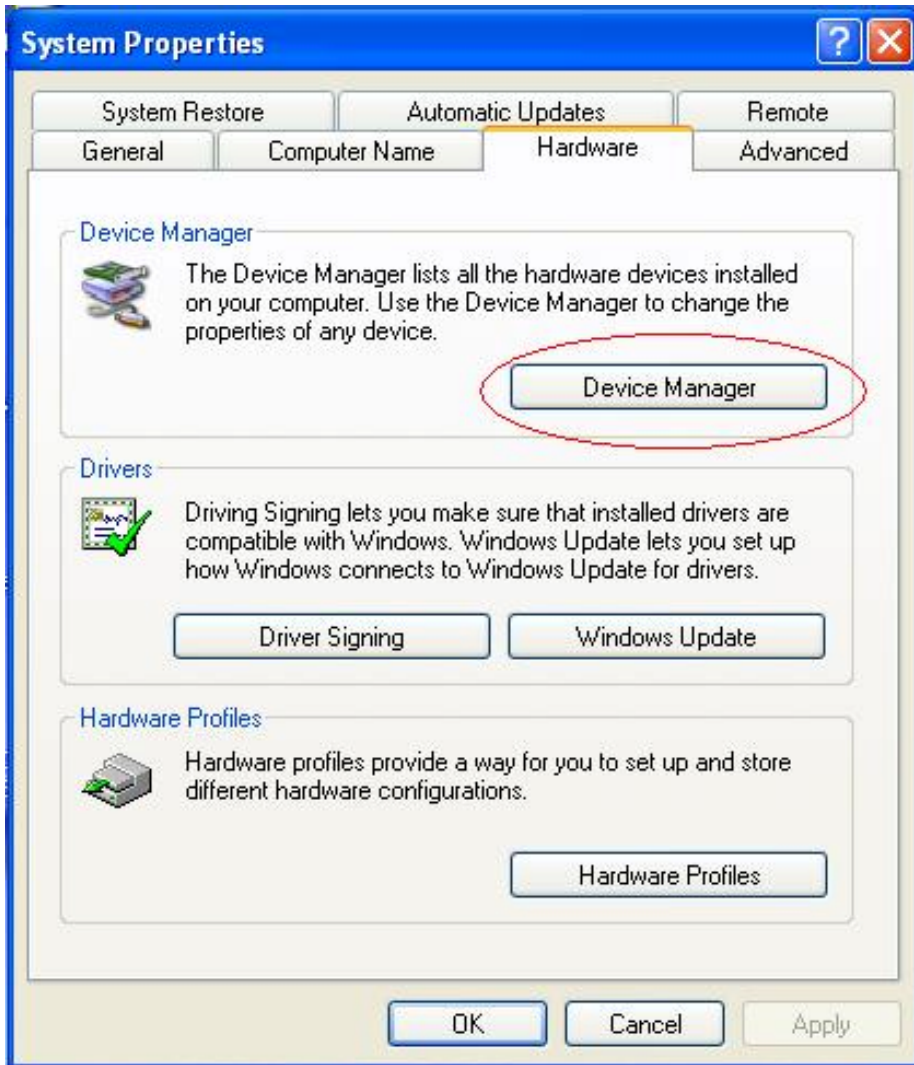 System Properties
System Restore Automatic Updates Remote
General Computer Name Hardware Advanced
Device Manager
The Device Manager lists all the hardware devices installed
on your computer. Use the Device Manager to change the
properties of any device.
Device Manager
Drivers
Driving Signing lets you make sure that installed drivers are
compatible with Windows. Windows Update lets you set up
how Windows connects to Windows Update for drivers.
Driver Signing Windows Update
Hardware Profiles
Hardware profiles provide a way for you to set up and store
different hardware configurations.
Hardware Profiles
OK Cancel Apply